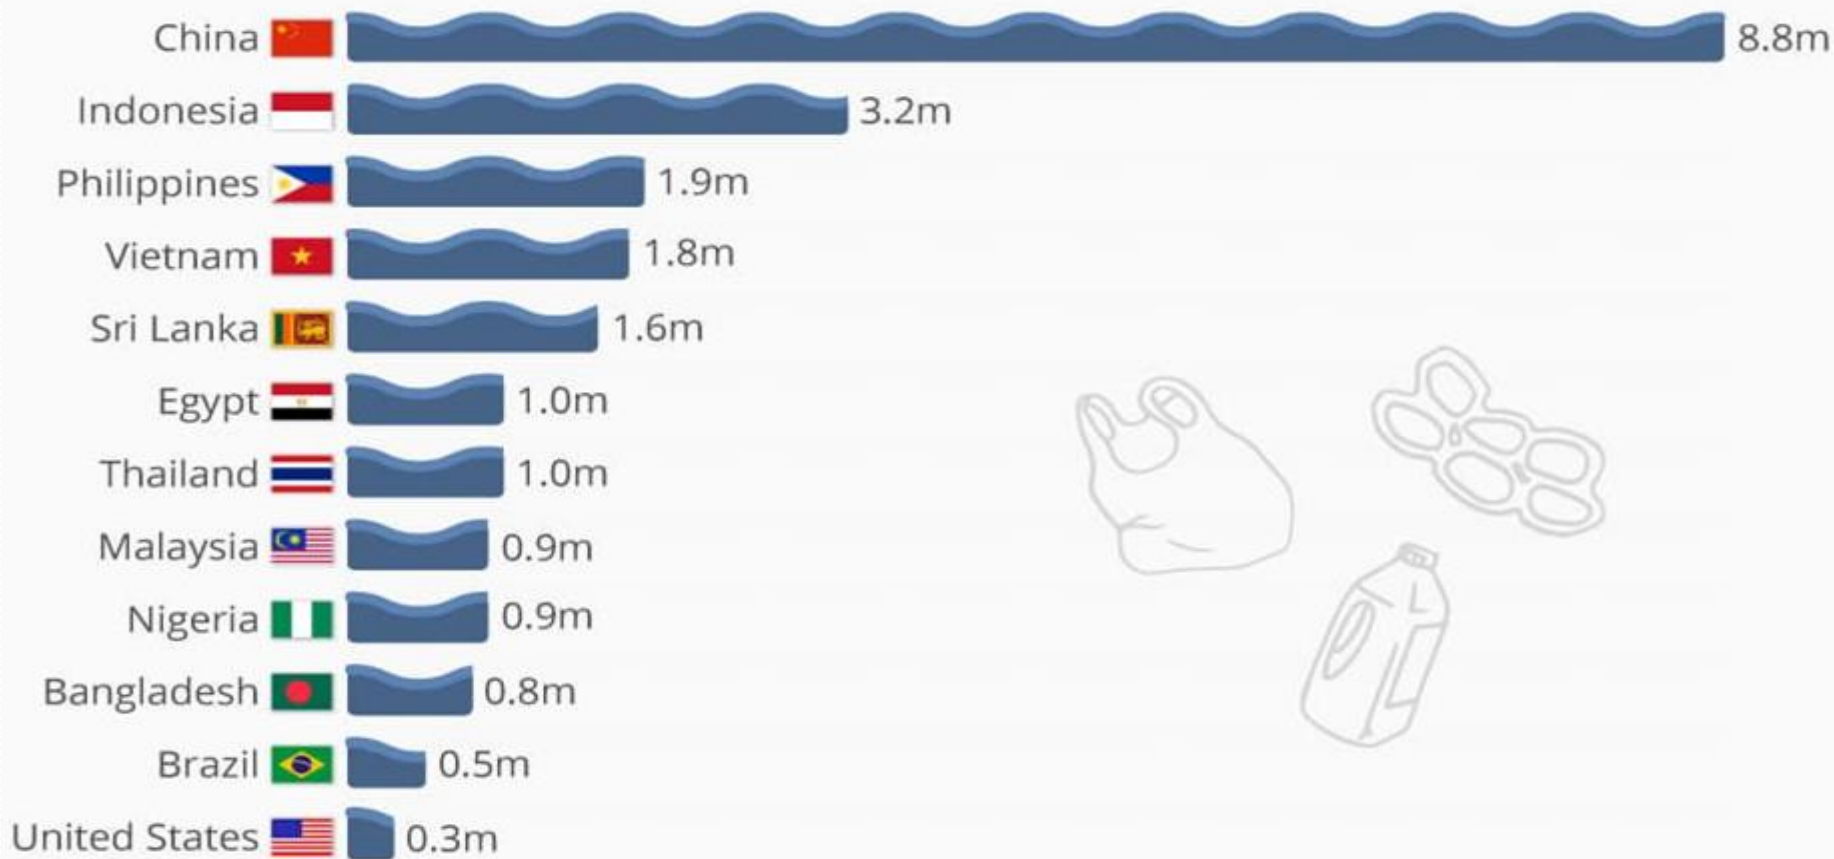 China 8.8m
Indonesia 3.2m
Philippines 1.9m
Vietnam 1.8m
Sri Lanka 1.6m
Egypt 1.0m
Thailand 1.0m
Malaysia 0.9m
Nigeria 0.9m
Bangladesh 0.8m
Brazil 0.5m
United States 0.3m